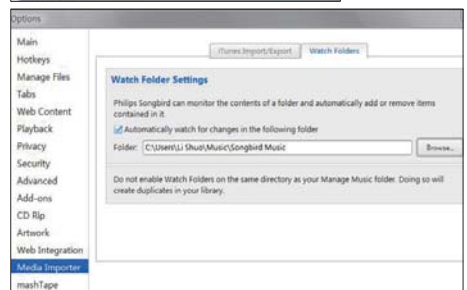 Options
Main
Hotkeys
Manage Files
Tabs
Web Content
Playback
Privacy
Security
Advanced
Add-ons
CD Rip
Artwork
Web Integration
Media Importer
mashTape
iTunes Import/Export
Watch Folders
Watch Folder Settings
Philips Songbird can monitor the contents of a folder and automatically add or remove items
contained in it.
Automatically watch for changes in the following folder
Folder: C:\Users\Li Shuo\Music\Songbird Music
Browse...
Do not enable Watch Folders on the same directory as your Manage Music folder. Doing so will
create duplicates in your library.